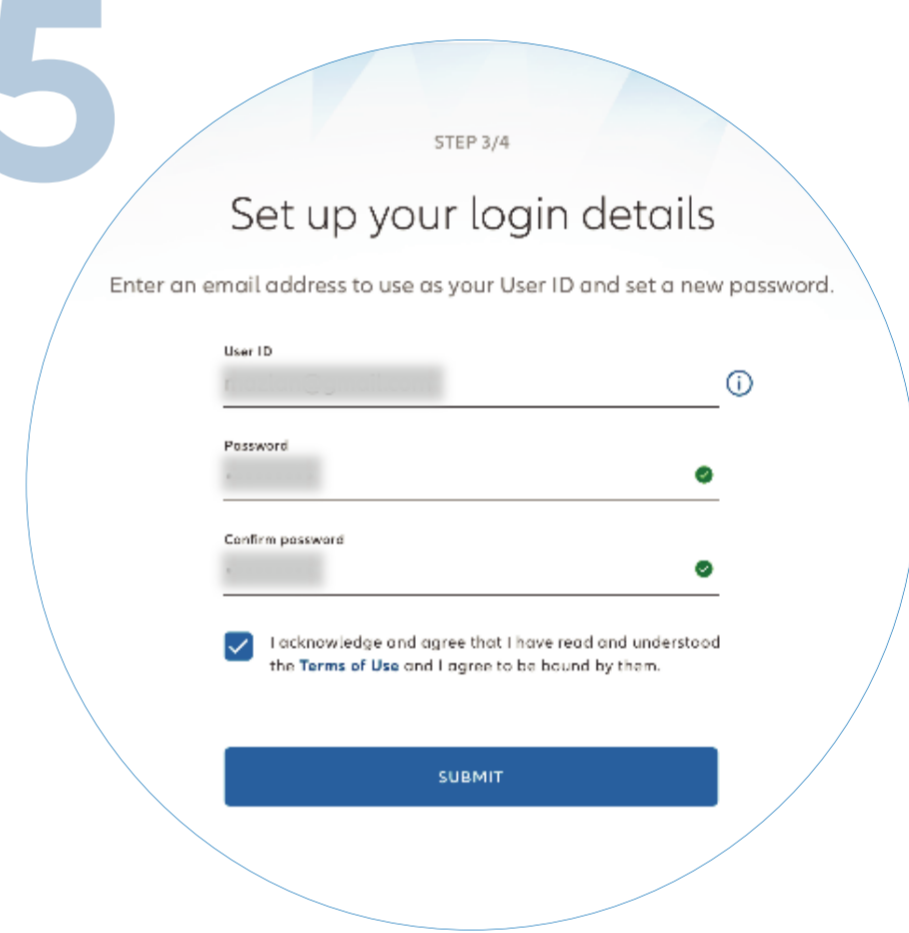 5
STEP 3/4
Set up your login details
Enter an email address to use as your User ID and set a new password.
User ID
Password
Confirm password
I acknowledge and agree that I have read and understood
the Terms of Use and I agree to be bound by them.
SUBMIT